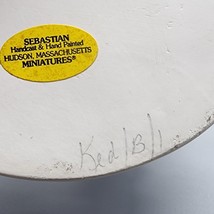 SEBASTIAN
Handcast & Hand Painted
HUDSON, MASSACHUSETTS
MINIATURES®